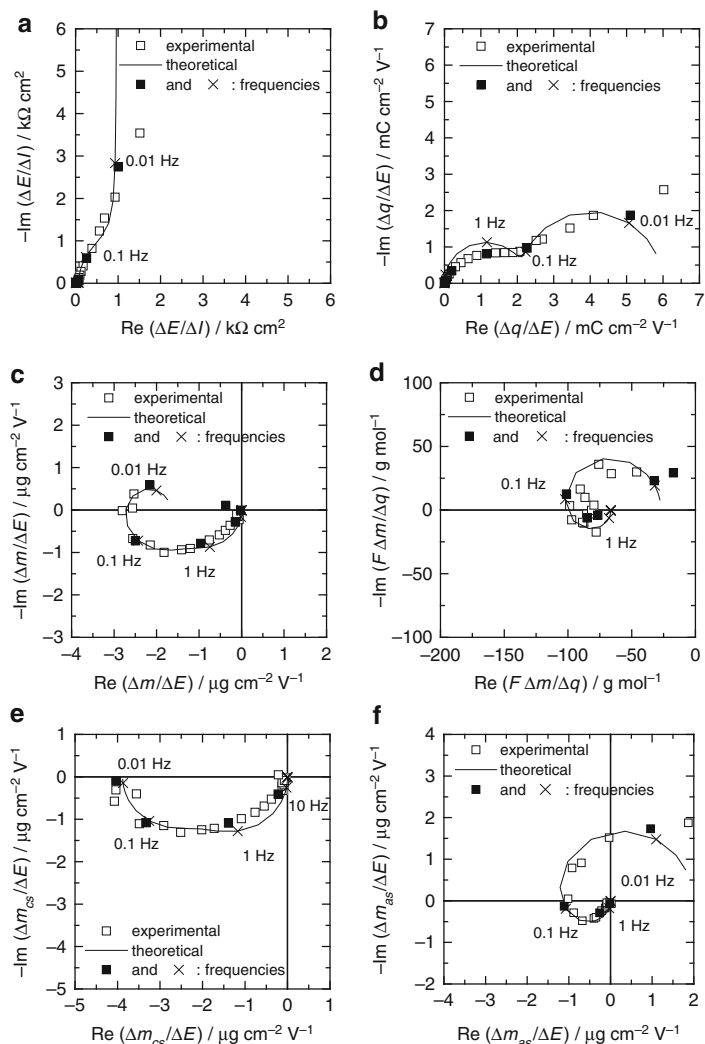 a
6
5
4
3
2
1
0
0 1 2 3 4 5 6
−Im (ΔE/ΔI) / kΩ cm²
Re (ΔE/ΔI) / kΩ cm²
experimental
theoretical
and × : frequencies
0.01 Hz
0.1 Hz
b
7
6
5
4
3
2
1
0
0 1 2 3 4 5 6 7
−Im (Δq/ΔE) / mC cm⁻² V⁻¹
Re (Δq/ΔE) / mC cm⁻² V⁻¹
experimental
theoretical
and × : frequencies
1 Hz
0.01 Hz
0.1 Hz
c
3
2
1
0
−1
−2
−3
−4 −3 −2 −1 0 1 2
−Im (Δm/ΔE) / μg cm⁻² V⁻¹
Re (Δm/ΔE) / μg cm⁻² V⁻¹
experimental
theoretical
and × : frequencies
0.01 Hz
0.1 Hz
1 Hz
d
100
50
0
−50
−100
−200 −150 −100 −50 0
−Im (F Δm/Δq) / g mol⁻¹
Re (F Δm/Δq) / g mol⁻¹
experimental
theoretical
and × : frequencies
0.1 Hz
1 Hz
e
1
0
−1
−2
−3
−4
−5
−5 −4 −3 −2 −1 0 1
−Im (Δmcs/ΔE) / μg cm⁻² V⁻¹
Re (Δmcs/ΔE) / μg cm⁻² V⁻¹
0.01 Hz
10 Hz
0.1 Hz
1 Hz
experimental
theoretical
and × : frequencies
f
4
3
2
1
0
−1
−2
−4 −3 −2 −1 0 1 2
−Im (Δmas/ΔE) / μg cm⁻² V⁻¹
Re (Δmas/ΔE) / μg cm⁻² V⁻¹
experimental
theoretical
and × : frequencies
0.01 Hz
0.1 Hz
1 Hz